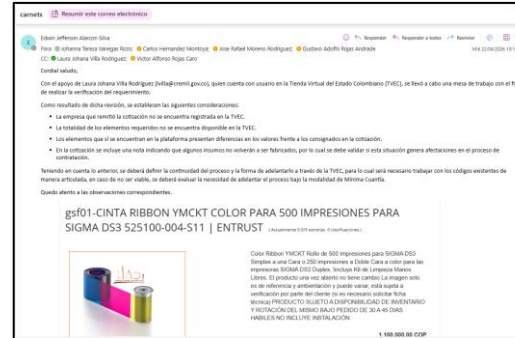 carnets Resumir este correo electrónico
Edwin Jefferson Alarcon Silva
Responder Responder a todos Reenviar
Para: Johanna Teresa Vanegas Rozo; Carlos Hernandez Montoya; Jose Rafael Moreno Rodriguez; Gustavo Adolfo Rojas Andrade
CC: Laura Johana Villa Rodríguez; Victor Alfonso Rojas Caro
Cordial saludo,
Con el apoyo de Laura Johana Villa Rodríguez quien cuenta con usuario en la Tienda Virtual del Estado Colombiano (TVEC), se llevó a cabo una mesa de trabajo con el
de realizar la verificación del requerimiento.
Como resultado de dicha revisión, se establecen las siguientes consideraciones:
• La empresa que remitió la cotización no se encuentra registrada en la TVEC.
• La totalidad de los elementos requeridos no se encuentra disponible en la TVEC.
• Los elementos que sí se encuentran en la plataforma presentan diferencias en los valores frente a los consignados en la cotización.
• En la cotización se incluye una nota indicando que algunos insumos no volverán a ser fabricados, por lo cual se debe validar si esta situación genera afectaciones en el proceso de
contratación.
Teniendo en cuenta lo anterior, se deberá definir la continuidad del proceso y la forma de adelantarlo a través de la TVEC, para lo cual será necesario trabajar con los códigos existentes de
manera articulada, en caso de no ser viable, se deberá evaluar la necesidad de adelantar el proceso bajo la modalidad de Mínima Cuantía.
Quedo atento a las observaciones correspondientes.
gsf01-CINTA RIBBON YMCKT COLOR PARA 500 IMPRESIONES PARA
SIGMA DS3 525100-004-S11 | ENTRUST
Color Ribbon YMCKT Rollo de 500 impresiones para SIGMA DS3
Simples a una Cara o 250 impresiones a Doble Cara a color para las
impresoras SIGMA DS3 Duplex. Incluye Kit de Limpieza Manos
Libres. El producto una vez abierto no tiene cambio La imagen solo
es de referencia y ambientación y puede variar, está sujeta a
verificación por parte del cliente (si es necesario solicitar ficha
técnica) PRODUCTO SUJETO A DISPONIBILIDAD DE INVENTARIO
Y ROTACIÓN DEL MISMO BAJO PEDIDO DE 30 A 45 DIAS
HABILES NO INCLUYE INSTALACIÓN
1.100.000,00 COP